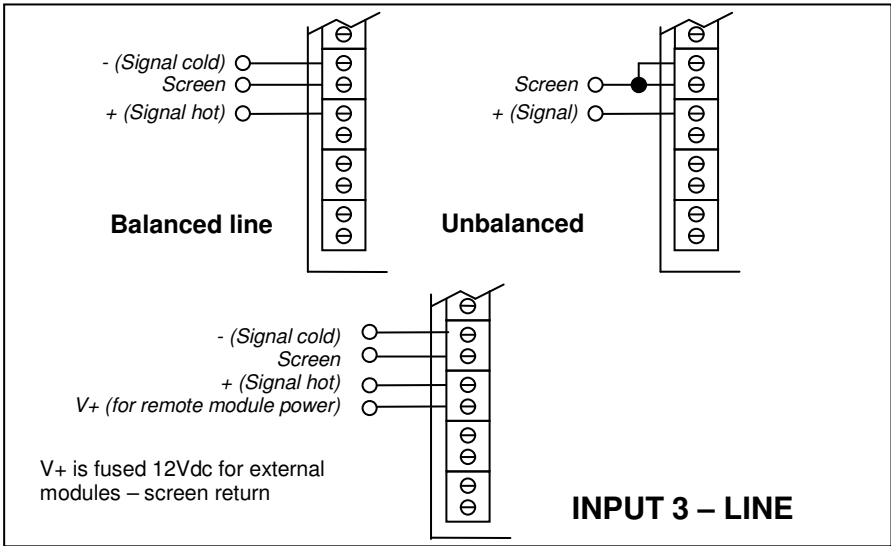 - (Signal cold)
Screen
+ (Signal hot)
Balanced line
Screen
+ (Signal)
Unbalanced
- (Signal cold)
Screen
+ (Signal hot)
V+ (for remote module power)
V+ is fused 12Vdc for external
modules – screen return
INPUT 3 – LINE